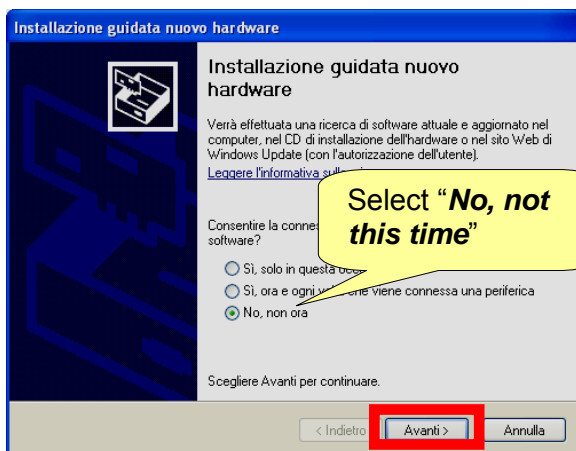 Installazione guidata nuovo hardware
Installazione guidata nuovo
hardware
Verrà effettuata una ricerca di software attuale e aggiornato nel
computer, nel CD di installazione dell'hardware o nel sito Web di
Windows Update (con l'autorizzazione dell'utente).
Leggere l'informativa
Select “No, not
this time”
Consentire la
software?
Sì, solo in questa
Sì, ora e ogni che viene connessa una periferica
No, non ora
Scegliere Avanti per continuare.
< Indietro
Avanti >
Annulla